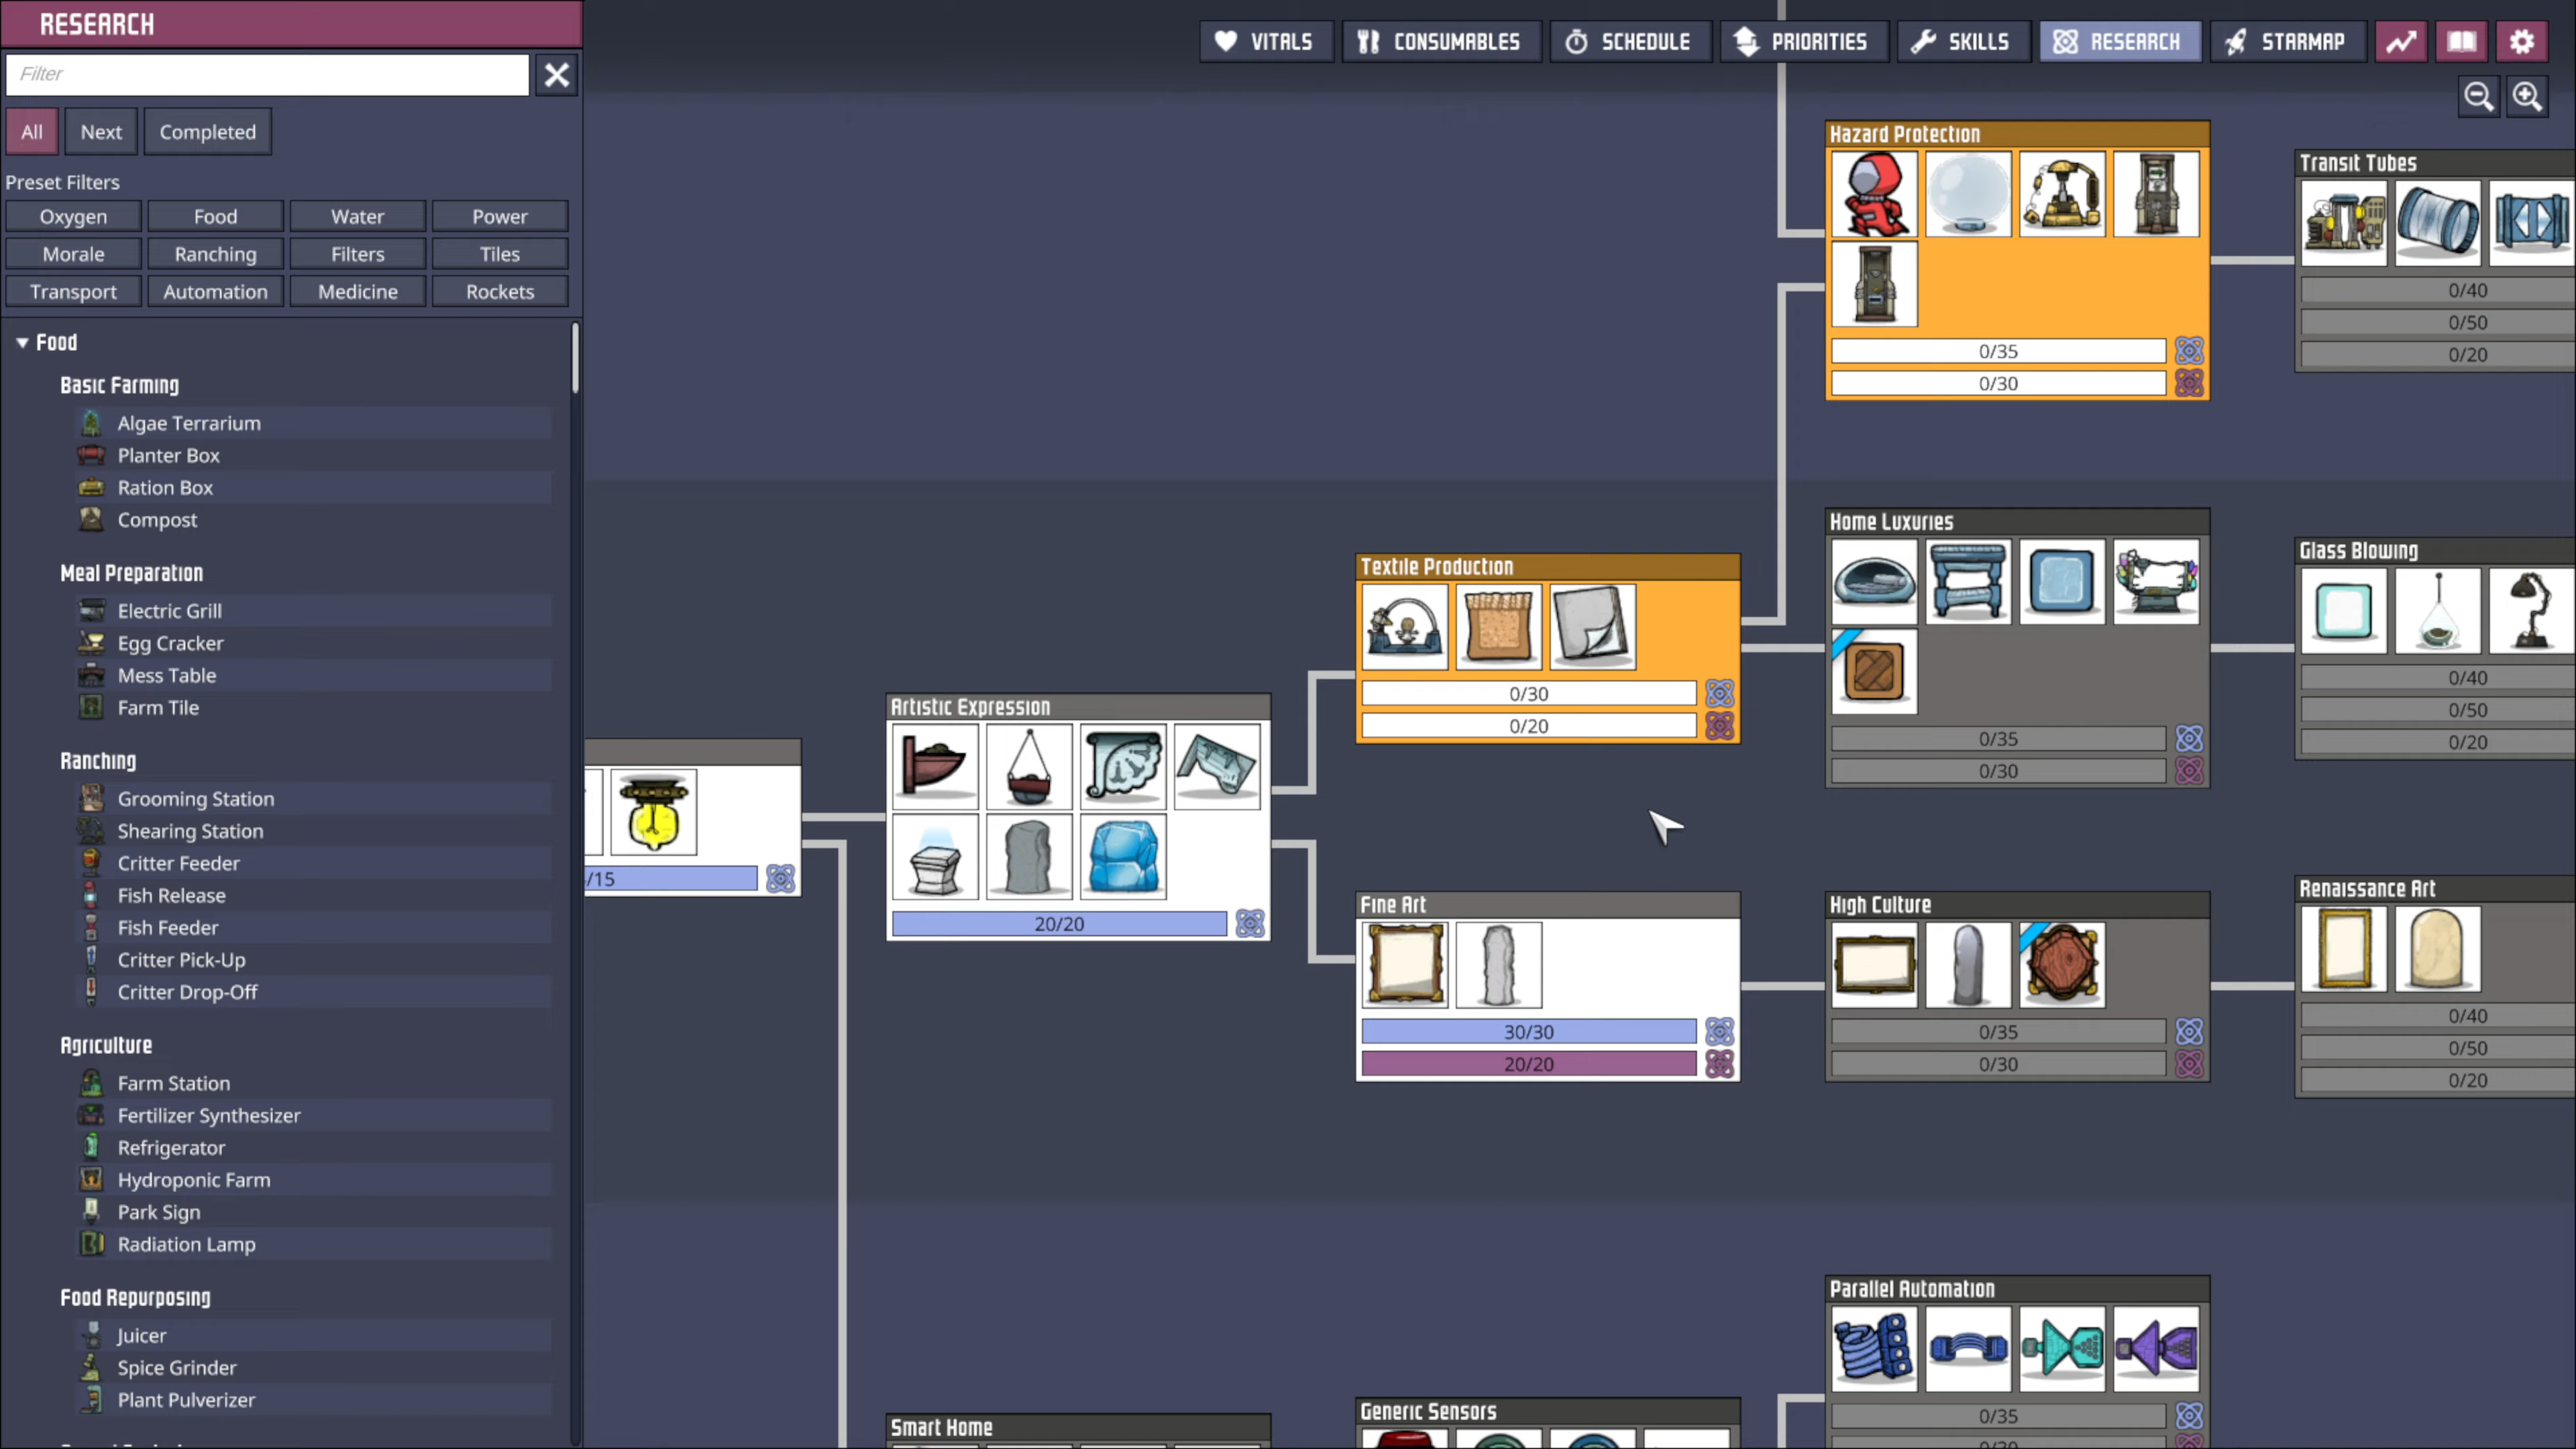 RESEARCH
VITALS
CONSUMABLES
SCHEDULE
PRIORITIES
SKILLS
RESEARCH
STARMAP
Filter
All
Next
Completed
Preset Filters
Oxygen
Food
Water
Power
Morale
Ranching
Filters
Tiles
Transport
Automation
Medicine
Rockets
Food
Basic Farming
Algae Terrarium
Planter Box
Ration Box
Compost
Meal Preparation
Electric Grill
Egg Cracker
Mess Table
Farm Tile
Ranching
Grooming Station
Shearing Station
Critter Feeder
Fish Release
Fish Feeder
Critter Pick-Up
Critter Drop-Off
Agriculture
Farm Station
Fertilizer Synthesizer
Refrigerator
Hydroponic Farm
Park Sign
Radiation Lamp
Food Repurposing
Juicer
Spice Grinder
Plant Pulverizer
/15
Artistic Expression
20/20
Textile Production
0/30
0/20
Fine Art
30/30
20/20
Hazard Protection
0/35
0/30
Home Luxuries
0/35
0/30
High Culture
0/35
0/30
Transit Tubes
0/40
0/50
0/20
Glass Blowing
0/40
0/50
0/20
Renaissance Art
0/40
0/50
0/20
Parallel Automation
0/35
Smart Home
Generic Sensors